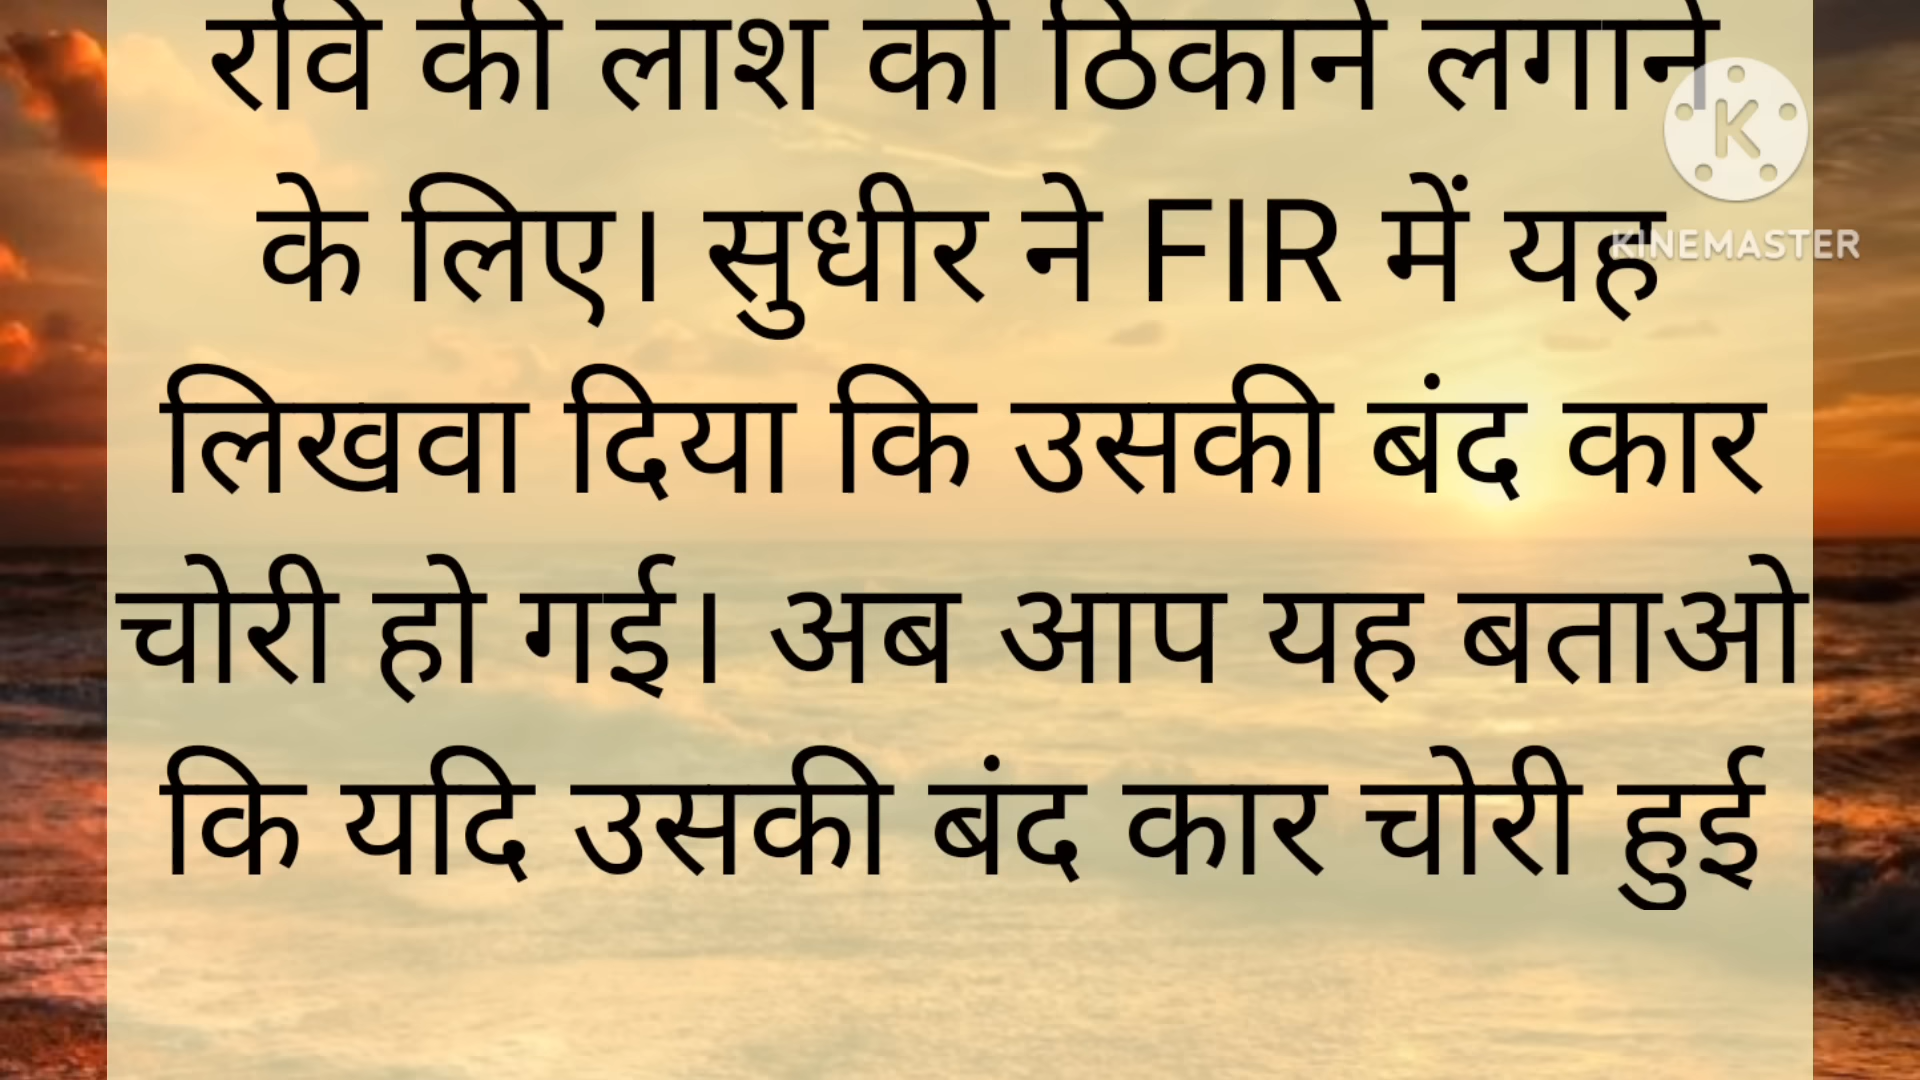 रवि की लाश को ठिकाने लगाने
के लिए। सुधीर ने FIR में यह
लिखवा दिया कि उसकी बंद कार
चोरी हो गई। अब आप यह बताओ
कि यदि उसकी बंद कार चोरी हुई
K
KINEMASTER